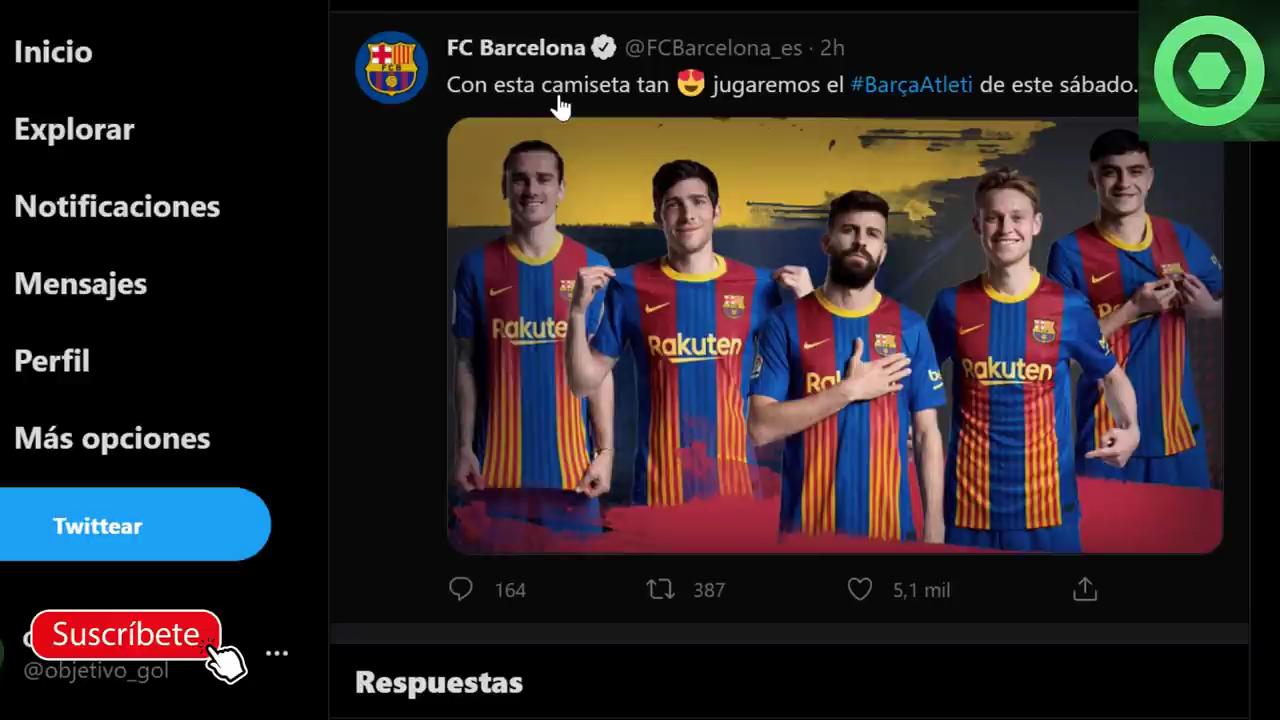 Inicio
Explorar
Notificaciones
Mensajes
Perfil
Más opciones
Twittear
Suscríbete
@objetivo_gol
FC Barcelona @FCBarcelona_es · 2h
Con esta camiseta tan 😍 jugaremos el #BarçaAtleti de este sábado.
FCB
Rakuten
Rakuten
Rakuten
164
387
5,1 mil
Respuestas